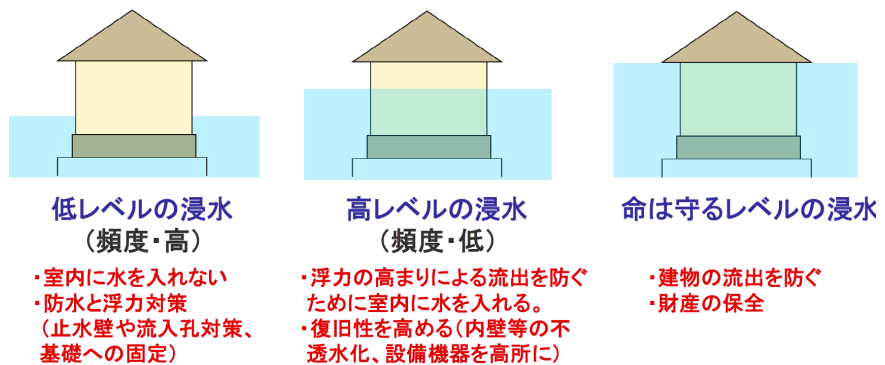 低レベルの浸水
（頻度・高）
・室内に水を入れない
・防水と浮力対策
（止水壁や流入孔対策、
基礎への固定）
高レベルの浸水
（頻度・低）
・浮力の高まりによる流出を防ぐ
ために室内に水を入れる。
・復旧性を高める（内壁等の不
透水化、設備機器を高所に）
命は守るレベルの浸水
・建物の流出を防ぐ
・財産の保全